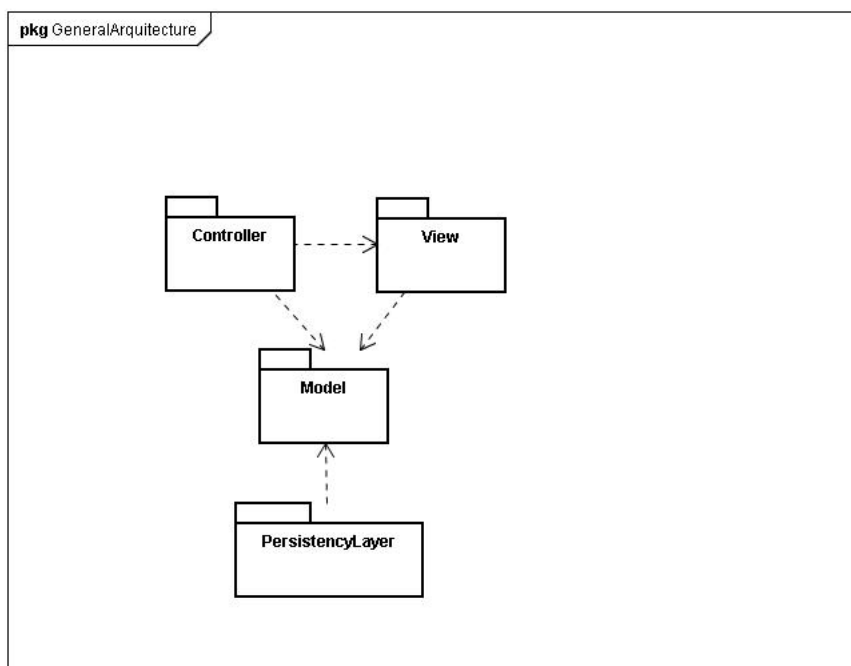 pkg GeneralArquitecture
Controller
View
Model
PersistencyLayer